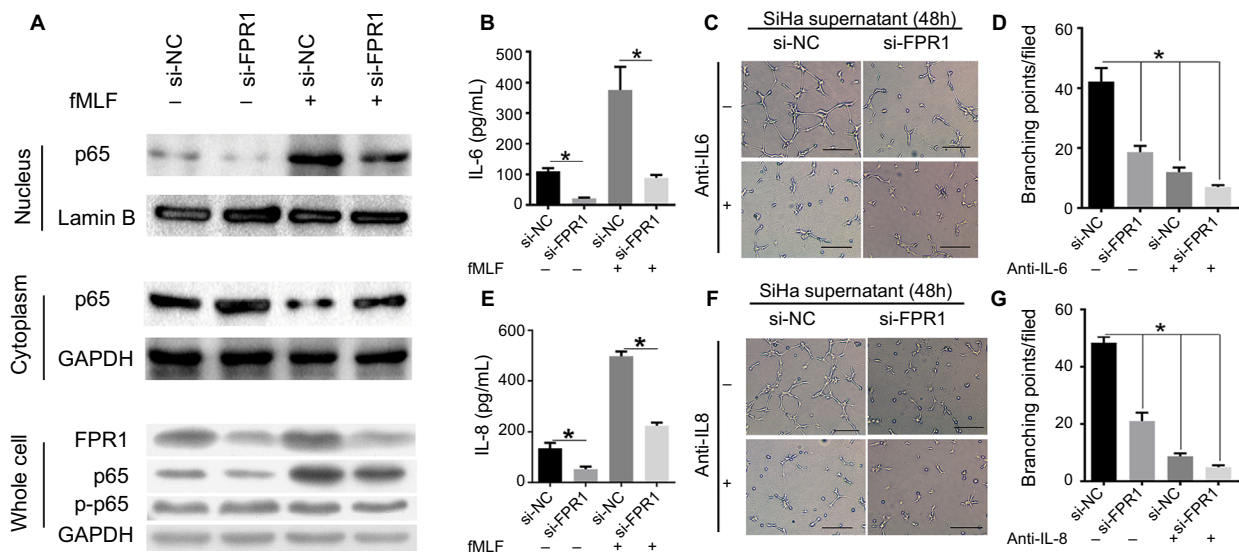 A
si-NC
si-FPR1
si-NC
si-FPR1
fMLF
– – + +
Nucleus
p65
Lamin B
Cytoplasm
p65
GAPDH
Whole cell
FPR1
p65
p-p65
GAPDH
B
IL-6 (pg/mL)
500
400
300
200
100
0
*
*
si-NC
si-FPR1
si-NC
si-FPR1
fMLF – – + +
C
SiHa supernatant (48h)
si-NC si-FPR1
Anti-IL6
–
+
D
Branching points/filed
60
40
20
0
*
si-NC
si-FPR1
si-NC
si-FPR1
Anti-IL-6 – – + +
E
IL-8 (pg/mL)
600
400
200
0
*
*
si-NC
si-FPR1
si-NC
si-FPR1
fMLF – – + +
F
SiHa supernatant (48h)
si-NC si-FPR1
Anti-IL8
–
+
G
Branching points/filed
60
40
20
0
*
si-NC
si-FPR1
si-NC
si-FPR1
Anti-IL-8 – – + +